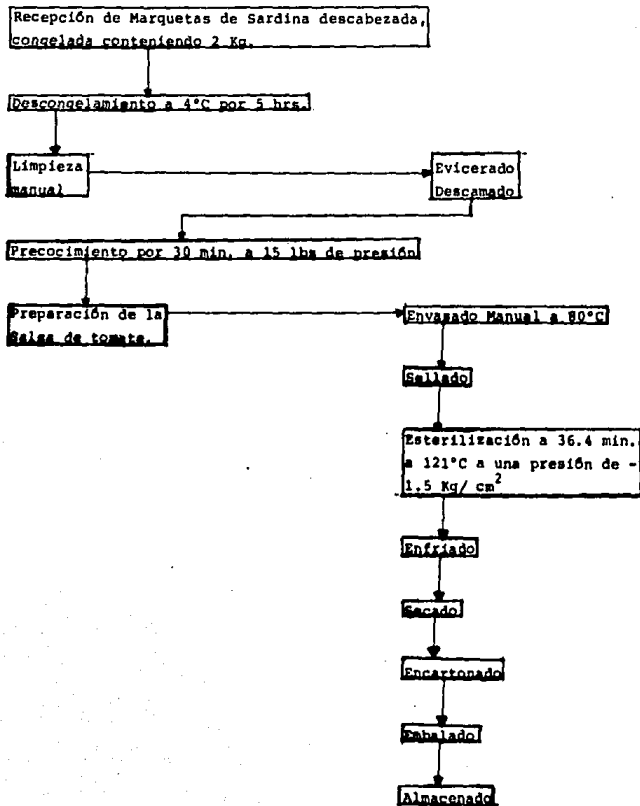 Recepción de Marquetas de Sardina descabezada,
congelada conteniendo 2 Kg.
Descongelamiento a 4°C por 5 hrs.
Limpieza
manual
Evicerado
Descamado
Precocimiento por 30 min. a 15 lbs de presión
Preparación de la
Salsa de tomate.
Envasado Manual a 80°C
Sellado
Esterilización a 36.4 min.
a 121°C a una presión de -
1.5 Kg/ cm²
Enfriado
Secado
Encartonado
Embalado
Almacenado